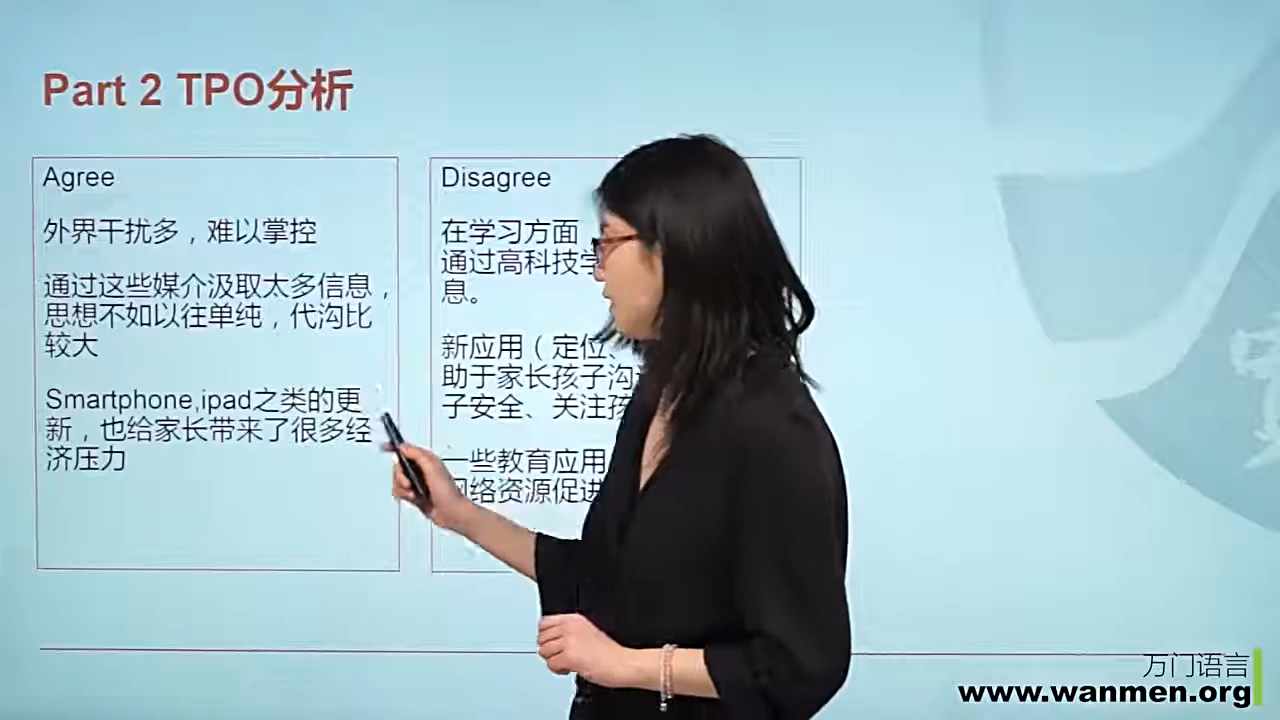 Part 2 TPO分析
Agree
外界干扰多，难以掌控
通过这些媒介汲取太多信息，
思想不如以往单纯，代沟比
较大
Smartphone,ipad之类的更
新，也给家长带来了很多经
济压力
Disagree
在学习方面
通过高科技学
息。
新应用（定位、
助于家长孩子沟
子安全、关注孩
一些教育应用
网络资源促进
万门语言
www.wanmen.org